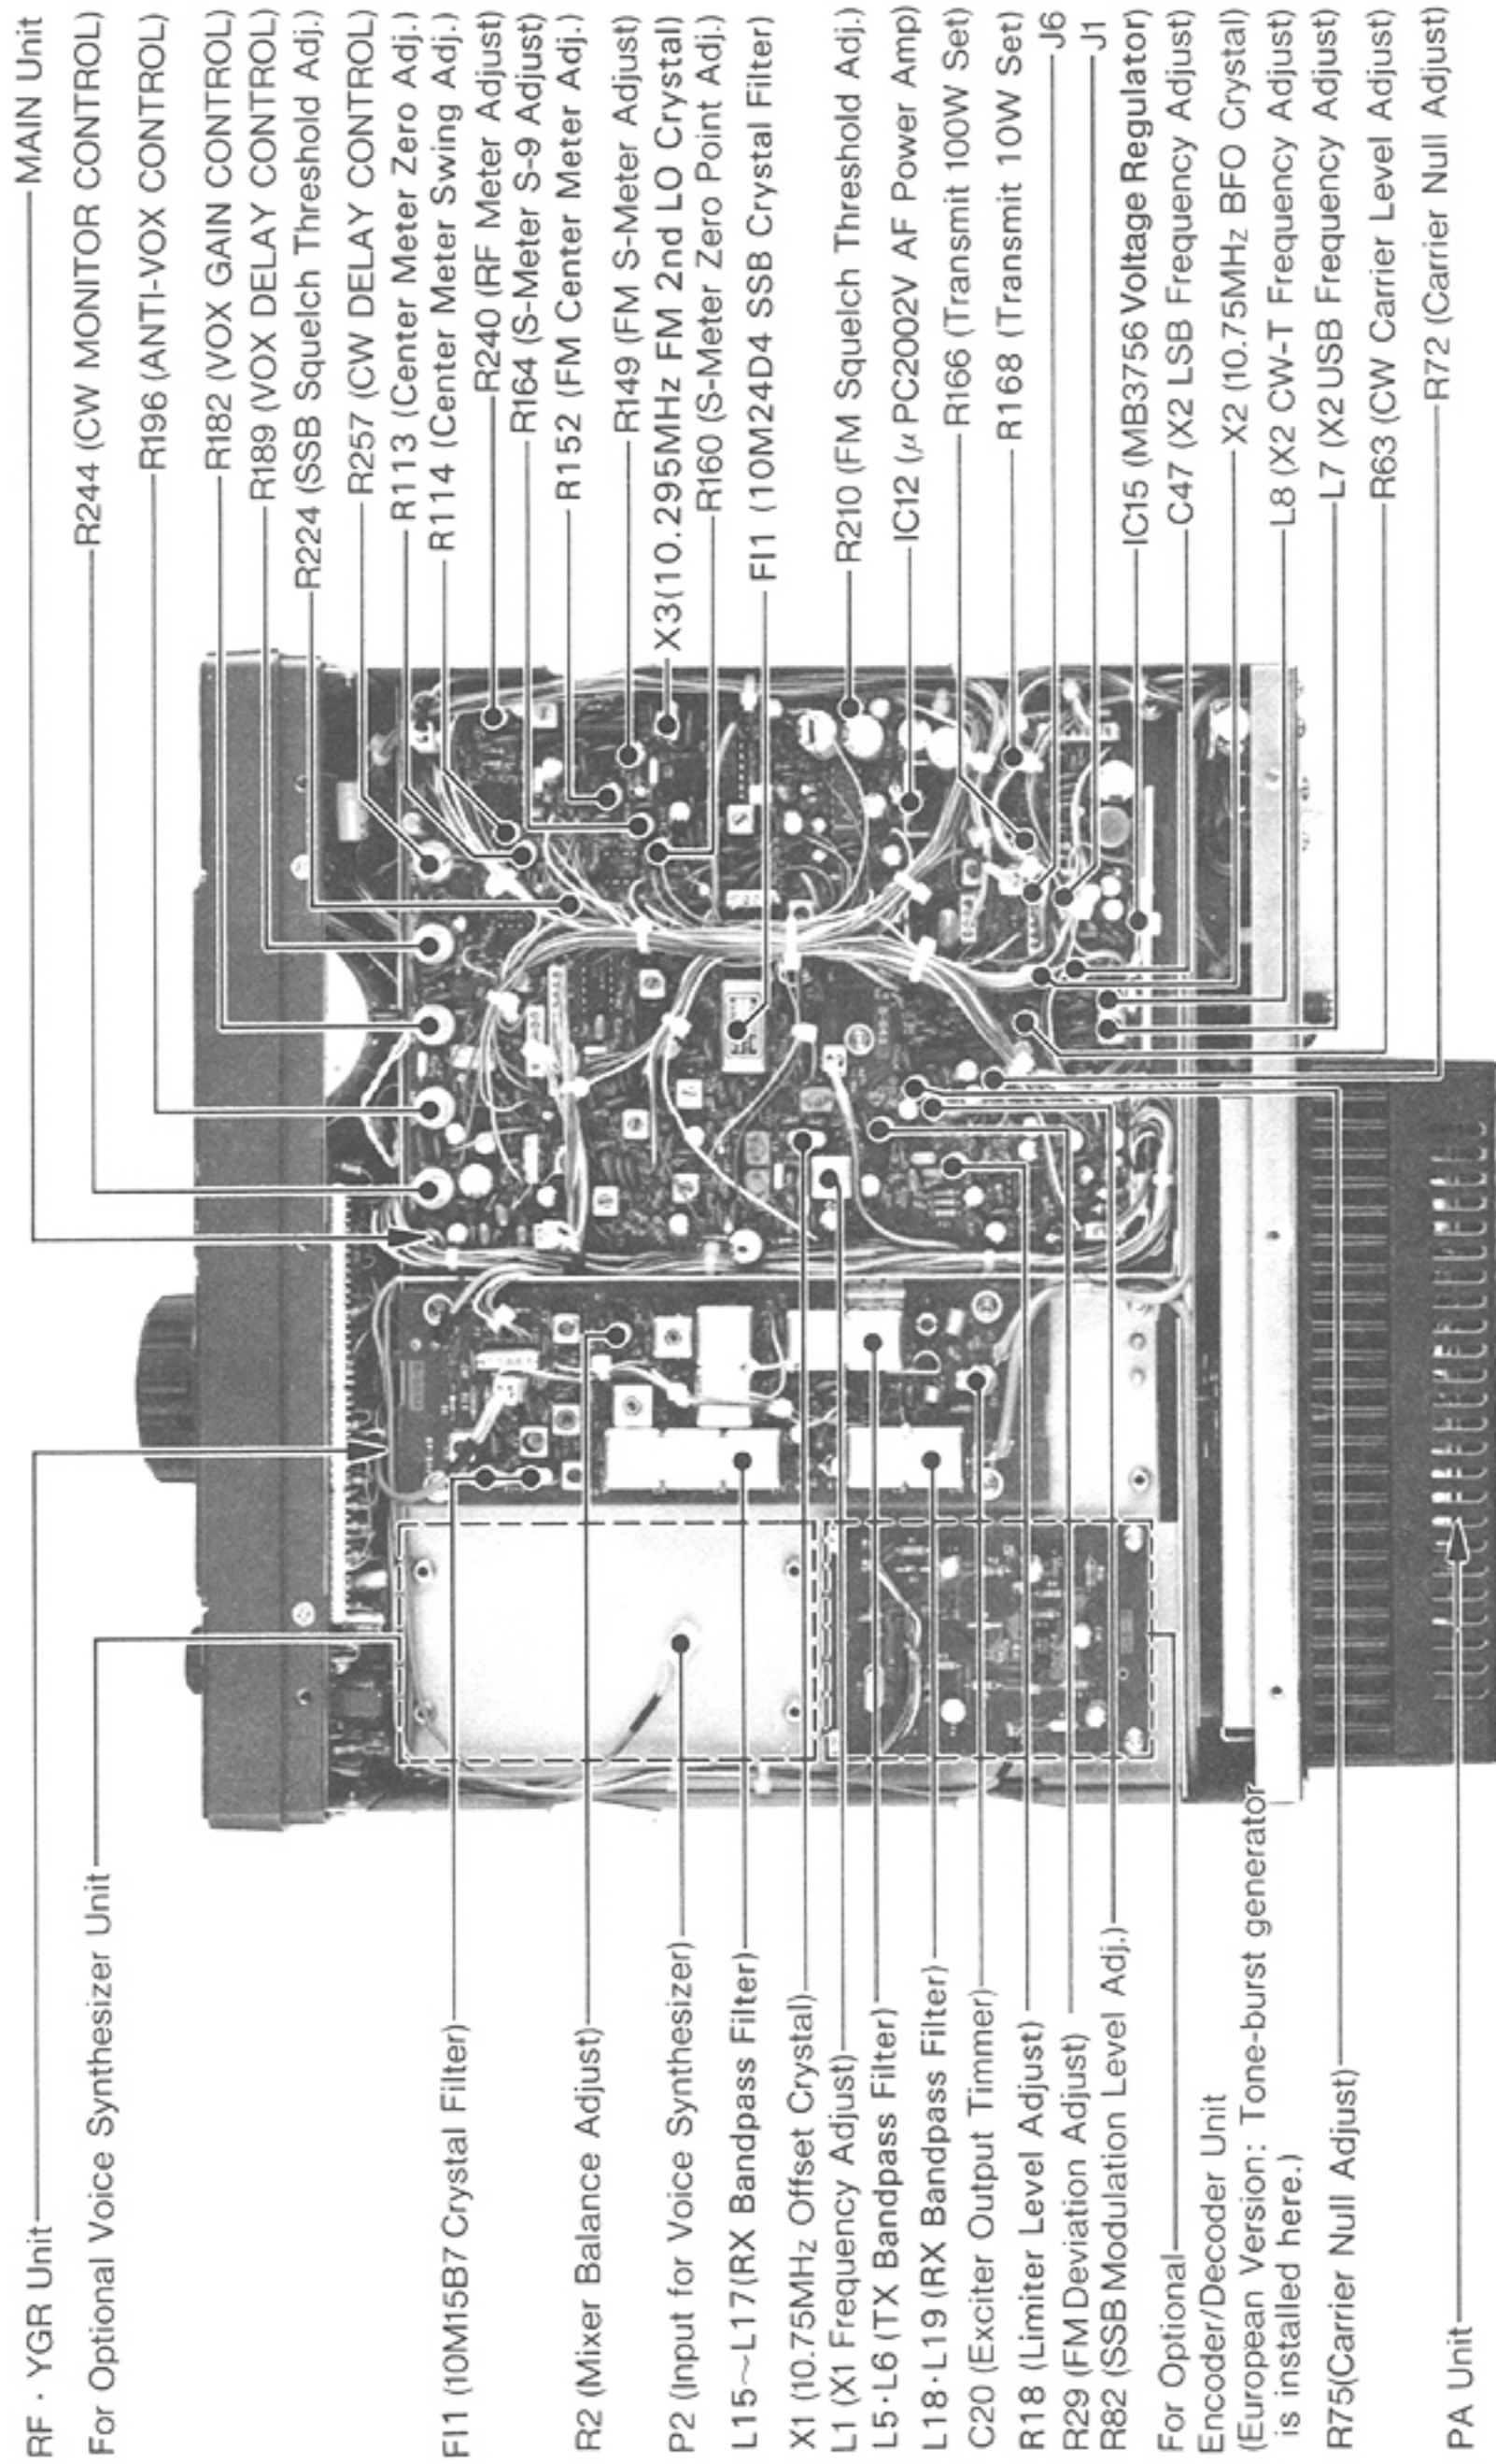 RF · YGR Unit
For Optional Voice Synthesizer Unit
FI1 (10M15B7 Crystal Filter)
R2 (Mixer Balance Adjust)
P2 (Input for Voice Synthesizer)
L15~L17(RX Bandpass Filter)
X1 (10.75MHz Offset Crystal)
L1 (X1 Frequency Adjust)
L5·L6 (TX Bandpass Filter)
L18·L19 (RX Bandpass Filter)
C20 (Exciter Output Timmer)
R18 (Limiter Level Adjust)
R29 (FM Deviation Adjust)
R82 (SSB Modulation Level Adj.)
For Optional
Encoder/Decoder Unit
(European Version: Tone-burst generator
is installed here.)
R75(Carrier Null Adjust)
PA Unit
MAIN Unit
R244 (CW MONITOR CONTROL)
R196 (ANTI-VOX CONTROL)
R182 (VOX GAIN CONTROL)
R189 (VOX DELAY CONTROL)
R224 (SSB Squelch Threshold Adj.)
R257 (CW DELAY CONTROL)
R113 (Center Meter Zero Adj.)
R114 (Center Meter Swing Adj.)
R240 (RF Meter Adjust)
R164 (S-Meter S-9 Adjust)
R152 (FM Center Meter Adj.)
R149 (FM S-Meter Adjust)
X3(10.295MHz FM 2nd LO Crystal)
R160 (S-Meter Zero Point Adj.)
FI1 (10M24D4 SSB Crystal Filter)
R210 (FM Squelch Threshold Adj.)
IC12 (μPC2002V AF Power Amp)
R166 (Transmit 100W Set)
R168 (Transmit 10W Set)
J6
J1
IC15 (MB3756 Voltage Regulator)
C47 (X2 LSB Frequency Adjust)
X2 (10.75MHz BFO Crystal)
L8 (X2 CW-T Frequency Adjust)
L7 (X2 USB Frequency Adjust)
R63 (CW Carrier Level Adjust)
R72 (Carrier Null Adjust)